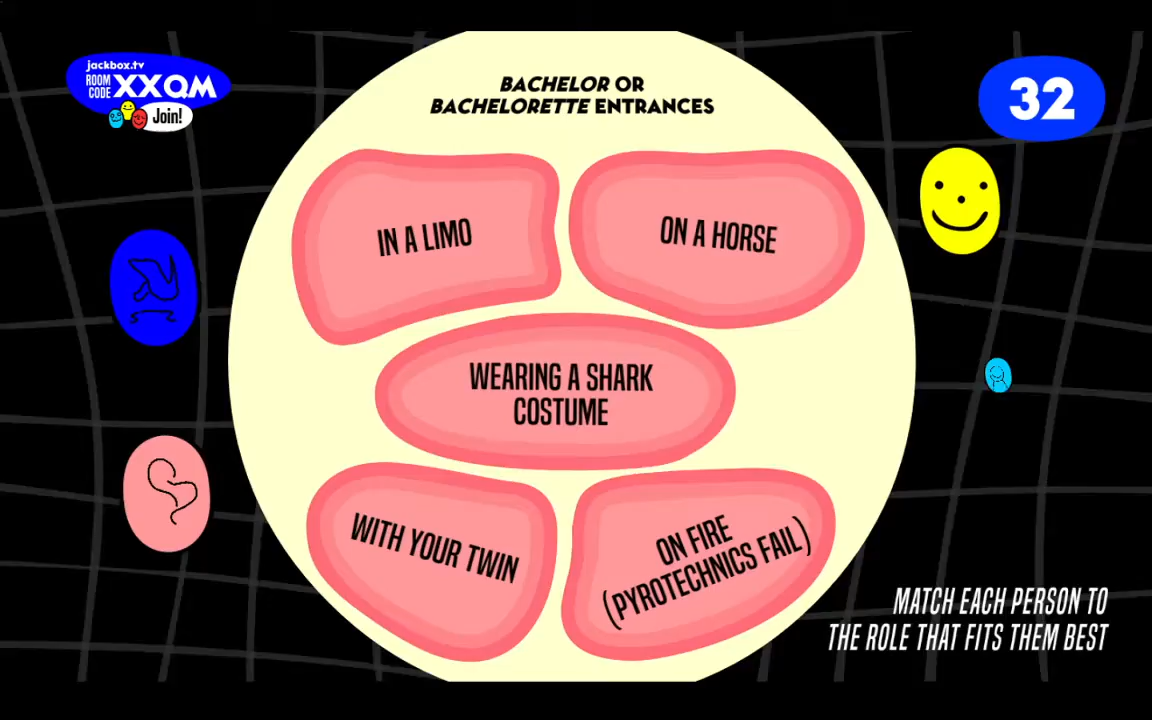 jackbox.tv
ROOM
CODE
XXQM
Join!
BACHELOR OR
BACHELORETTE ENTRANCES
32
IN A LIMO
ON A HORSE
WEARING A SHARK
COSTUME
WITH YOUR TWIN
ON FIRE
(PYROTECHNICS FAIL)
MATCH EACH PERSON TO
THE ROLE THAT FITS THEM BEST